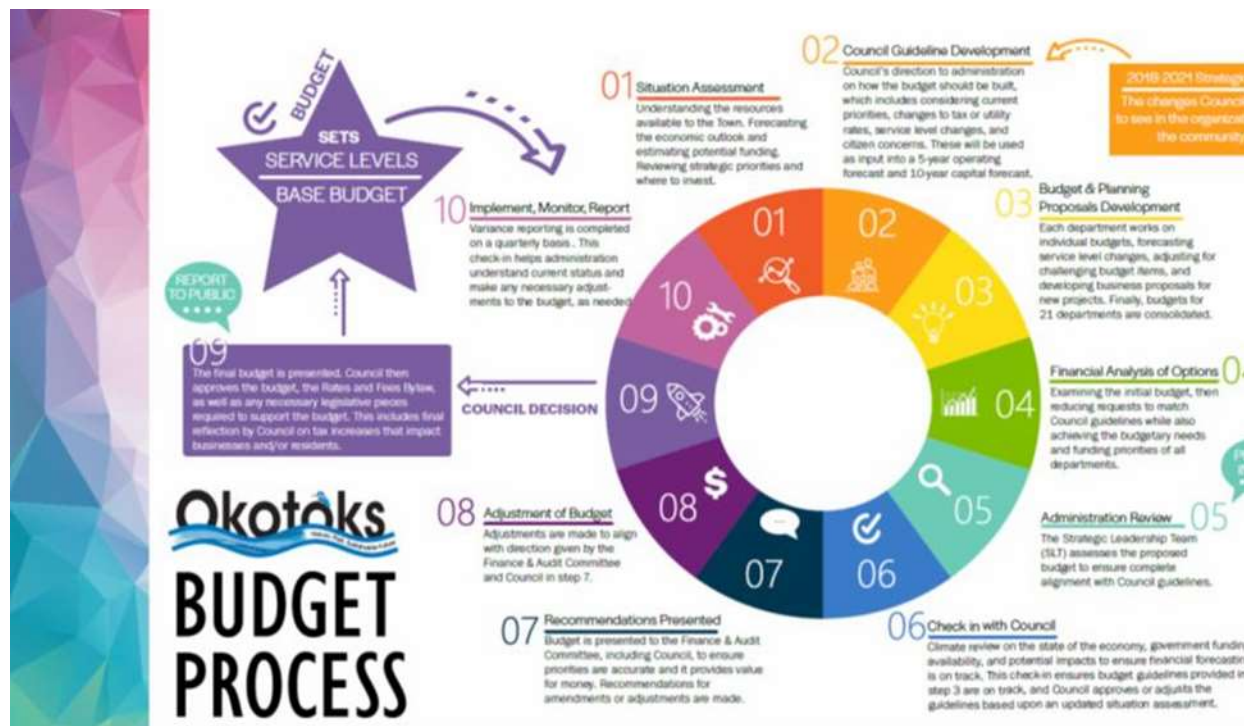 BUDGET
SETS
SERVICE LEVELS
BASE BUDGET
01 Situation Assessment
Understanding the resources
available to the Town. Forecasting
the economic outlook and
estimating potential funding.
Reviewing strategic priorities and
where to invest.
02 Council Guideline Development
Council's direction to administration
on how the budget should be built,
which includes considering current
priorities, changes to tax or utility
rates, service level changes, and
citizen concerns. These will be used
as input into a 5-year operating
forecast and 10-year capital forecast.
2018-2021 Strategic
The changes Council
to see in the
the community
03 Budget & Planning
Proposals Development
Each department works on
individual budgets, forecasting
service level changes, adjusting for
challenging budget items, and
developing business proposals for
new projects. Finally, budgets for
21 departments are consolidated.
Financial Analysis of Options
Examining the initial budget, then
reducing requests to match
Council guidelines while also
achieving the budgetary needs
and funding priorities of all
departments.
Administration Review 05
The Strategic Leadership Team
(SLT) assesses the proposed
budget to ensure complete
alignment with Council guidelines.
06 Check in with Council
Climate review on the state of the economy, government funding
availability, and potential impacts to ensure financial forecasting
is on track. This check-in ensures budget guidelines provided in
step 3 are on track, and Council approves or adjusts the
guidelines based upon an updated situation assessment.
07 Recommendations Presented
Budget is presented to the Finance & Audit
Committee, including Council, to ensure
priorities are accurate and it provides value
for money. Recommendations for
amendments or adjustments are made.
08 Adjustment of Budget
Adjustments are made to align
with direction given by the
Finance & Audit Committee
and Council in step 7.
COUNCIL DECISION
09
The final budget is presented. Council then
approves the budget, the Rates and Fees Bylaw,
as well as any necessary legislative pieces
required to support the budget. This includes final
reflection by Council on tax increases that impact
businesses and/or residents.
REPORT
TO PUBLIC
10 Implement, Monitor, Report
Variance reporting is completed
on a quarterly basis. This
check-in helps administration
understand current status and
make any necessary adjust-
ments to the budget, as needed
01
02
03
04
05
06
07
08
09
10
Okotoks
BUDGET
PROCESS